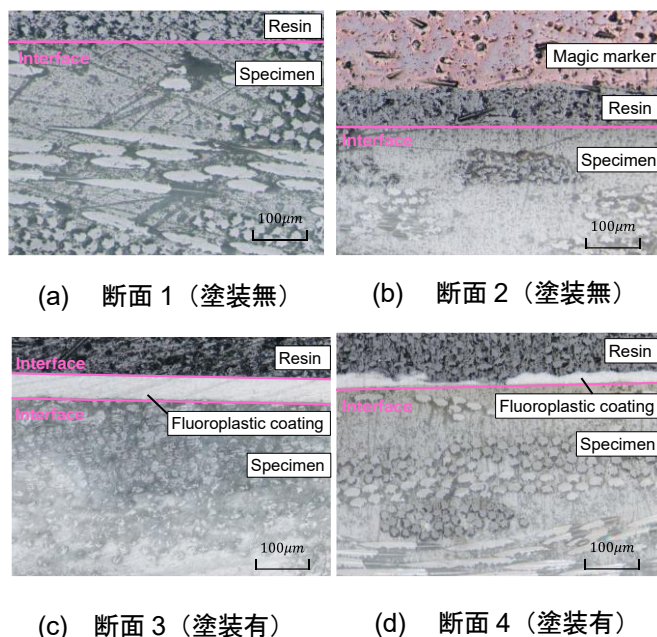 Resin
Interface
Specimen
100μm
(a) 断面 1（塗装無）
Magic marker
Resin
Interface
Specimen
100μm
(b) 断面 2（塗装無）
Resin
Interface
Interface
Fluoroplastic coating
Specimen
100μm
(c) 断面 3（塗装有）
Resin
Interface
Fluoroplastic coating
Specimen
100μm
(d) 断面 4（塗装有）